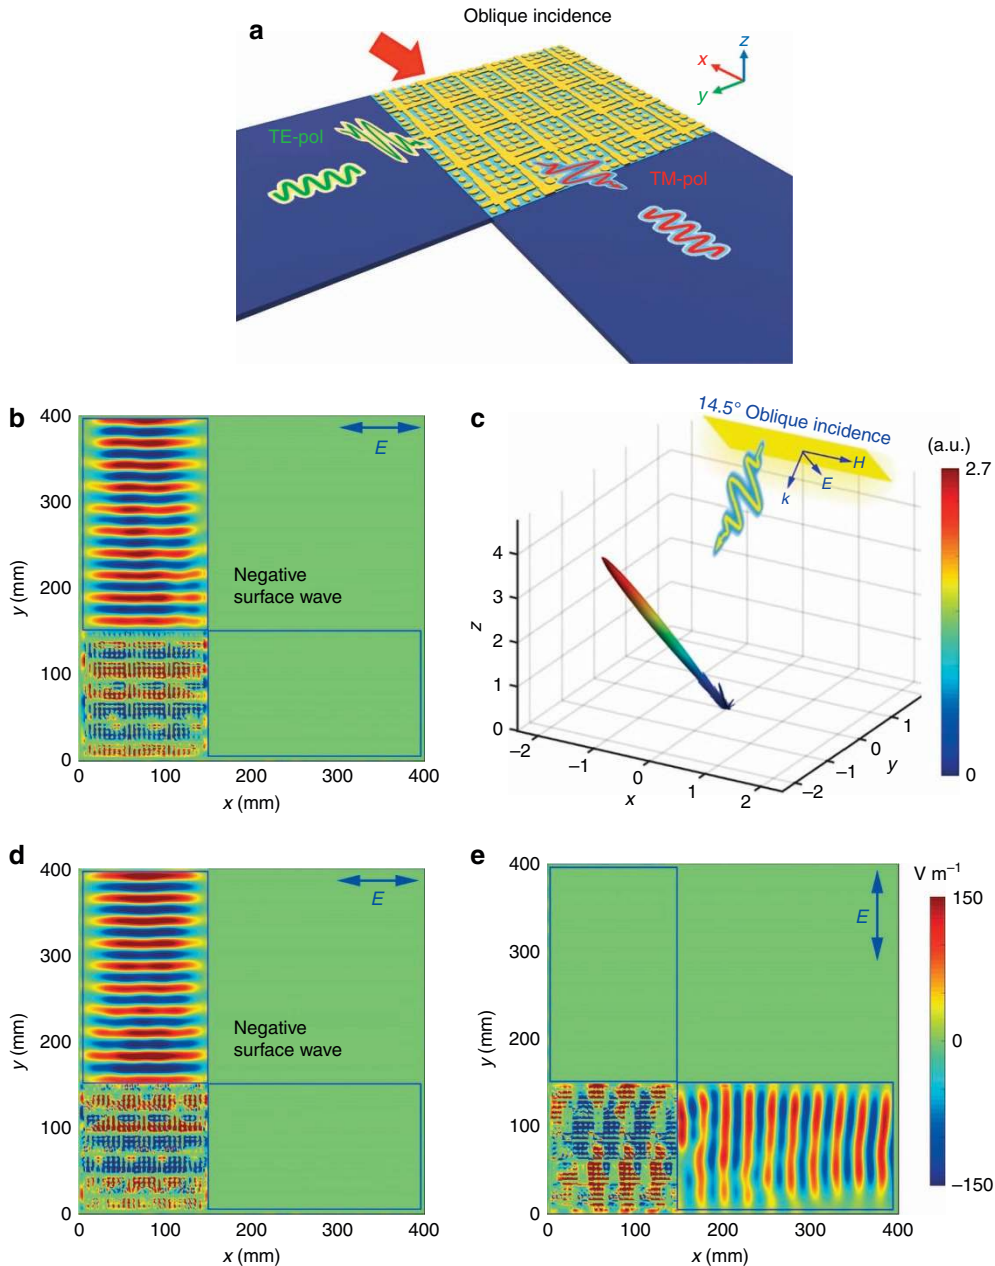 a
Oblique incidence
x
z
y
TE-pol
TM-pol
b
400
300
200
100
0
y (mm)
E
Negative
surface wave
0
100
200
300
400
x (mm)
c
14.5° Oblique incidence
H
E
k
(a.u.)
2.7
0
4
3
2
1
0
z
−2
−1
0
1
2
x
1
0
−1
−2
y
d
400
300
200
100
0
y (mm)
E
Negative
surface wave
0
100
200
300
400
x (mm)
e
400
300
200
100
0
y (mm)
E
0
100
200
300
400
x (mm)
V m−1
150
0
−150